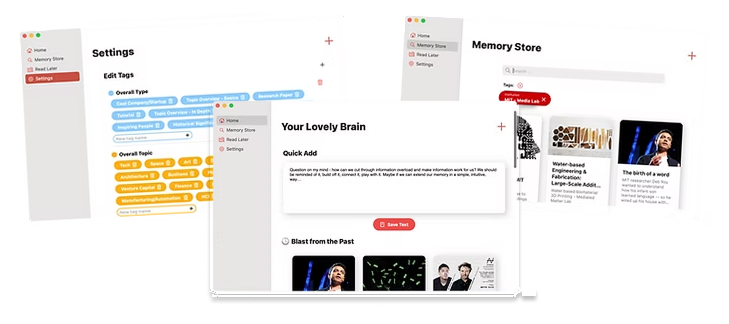 Home
Memory Store
Read Later
Settings
Settings
Edit Tags
Overall Type
Cool Company/Startup
Topic Overview - Basics
Research Paper
Tutorial
Topic Overview - In Depth
Inspiring People
Historical
New tag name
Overall Topic
Tech
Space
Art
Architecture
Business
Venture Capital
Finance
Manufacturing/Automation
New tag name
Home
Memory Store
Read Later
Settings
Memory Store
Search
Tags:
Institution
MIT - Media Lab
Water-based
Engineering &
Fabrication:
Large-Scale Addit...
Water based biomaterial
3D Printing - Mediated
Matter Lab
The birth of a word
MIT researcher Deb Roy
wanted to understand
how his infant son
learned language -- so
he wired up his house with...
Home
Memory Store
Read Later
Settings
Your Lovely Brain
Quick Add
Question on my mind - how can we cut through information overload and make information work for us? We should
be reminded of it, build off it, connect it, play with it. Maybe if we can extend our memory in a simple, intuitive,
way...
Save Text
Blast from the Past